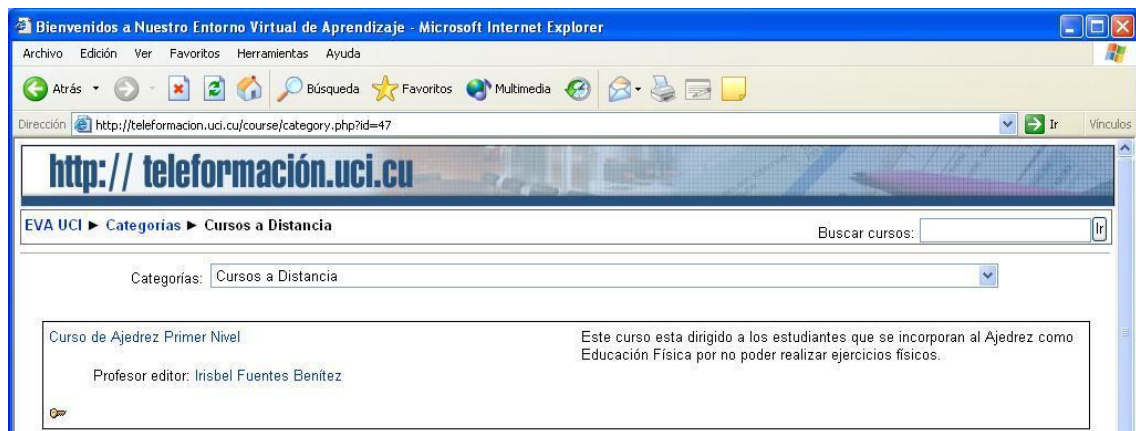 Bienvenidos a Nuestro Entorno Virtual de Aprendizaje - Microsoft Internet Explorer
Archivo Edición Ver Favoritos Herramientas Ayuda
Atrás Búsqueda Favoritos Multimedia
Dirección http://teleformacion.uci.cu/course/category.php?id=47 Ir Vínculos
http:// teleformación.uci.cu
EVA UCI ► Categorías ► Cursos a Distancia Buscar cursos: Ir
Categorías: Cursos a Distancia
Curso de Ajedrez Primer Nivel
Profesor editor: Irisbel Fuentes Benítez
Este curso esta dirigido a los estudiantes que se incorporan al Ajedrez como
Educación Física por no poder realizar ejercicios físicos.